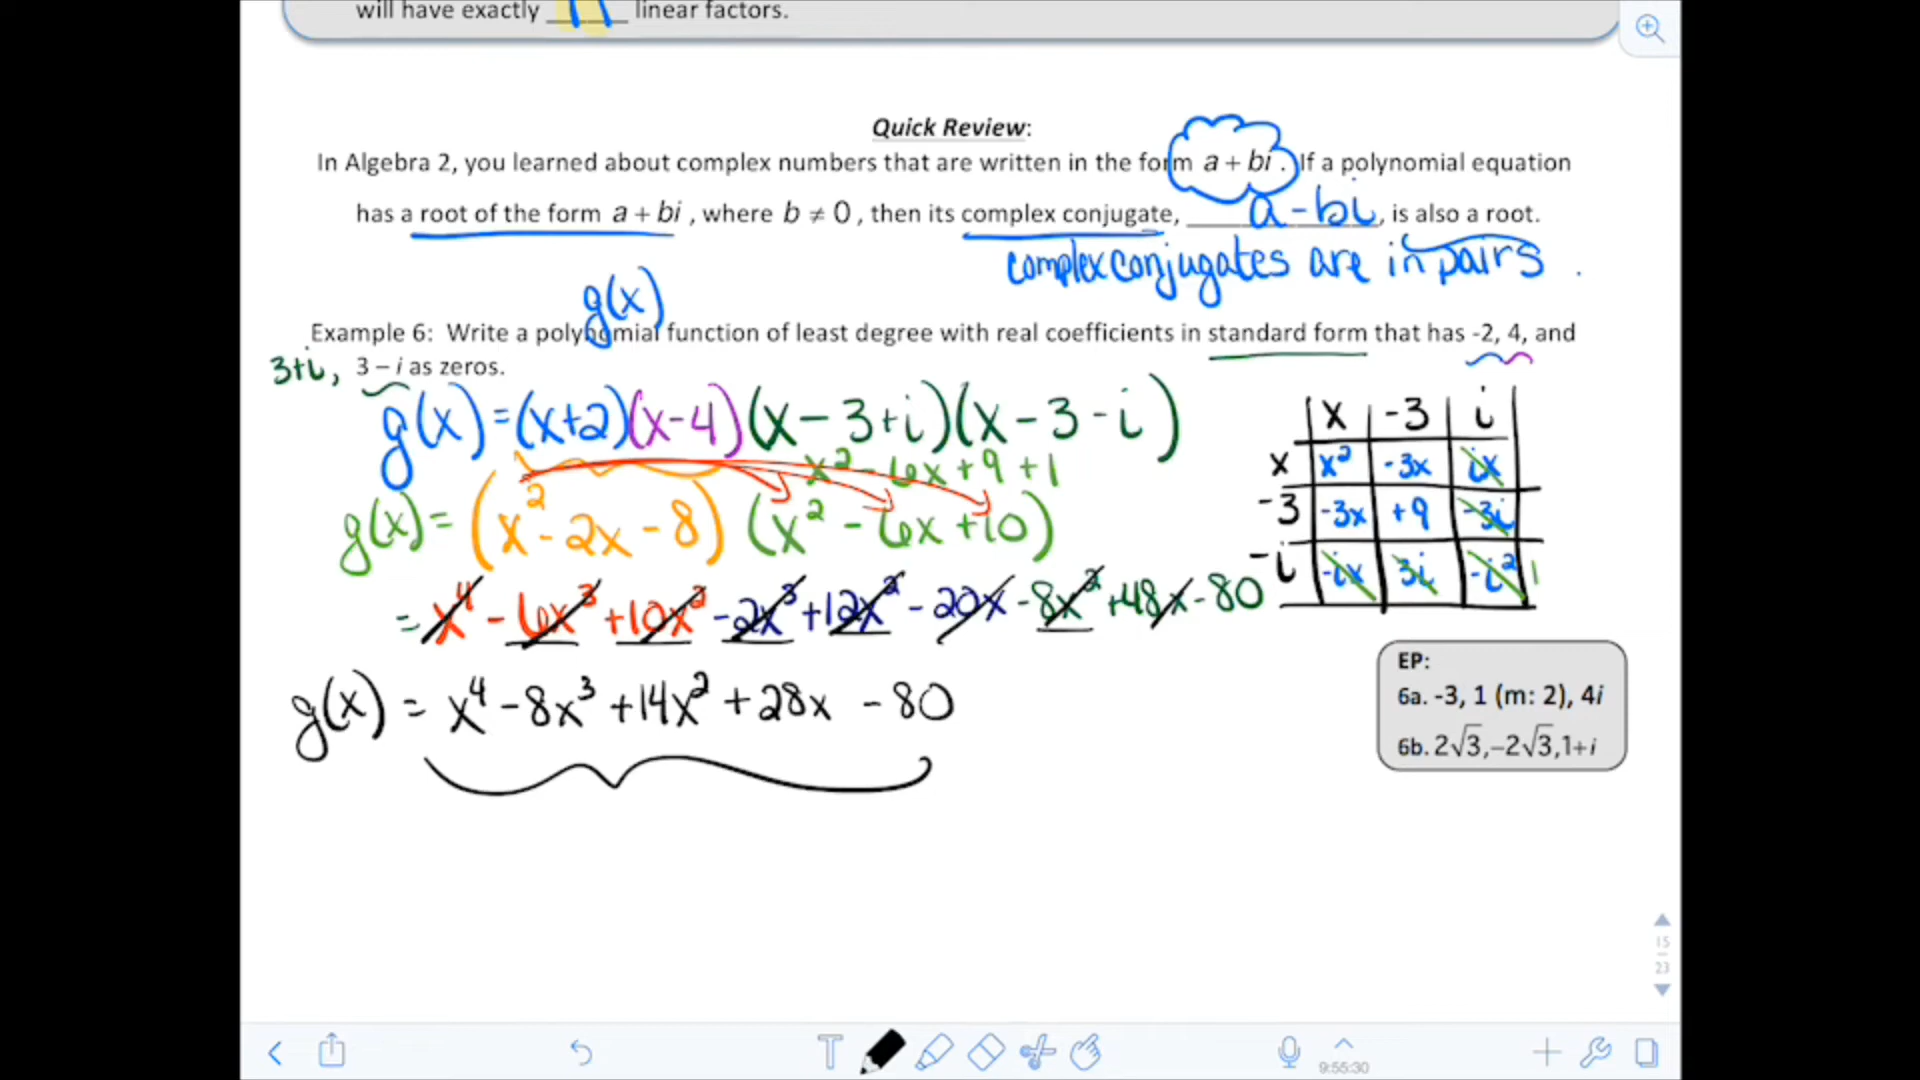 will have exactly n linear factors.
Quick Review:
In Algebra 2, you learned about complex numbers that are written in the form a + bi. If a polynomial equation
has a root of the form a + bi, where b ≠ 0, then its complex conjugate, a - bi, is also a root.
complex conjugates are in pairs.
g(x)
Example 6: Write a polynomial function of least degree with real coefficients in standard form that has -2, 4, and
3+i, 3 – i as zeros.
g(x) = (x+2)(x-4)(x-3+i)(x-3-i)
x² - 6x + 9 + 1
g(x) = (x² - 2x - 8) (x² - 6x + 10)
= x⁴ - 6x³ + 10x² - 2x³ + 12x² - 20x - 8x² + 48x - 80
g(x) = x⁴ - 8x³ + 14x² + 28x - 80
x -3 i
x x² -3x ix
-3 -3x +9 -3i
-i -ix 3i -i² 1
EP:
6a. -3, 1 (m: 2), 4i
6b. 2√3,−2√3,1+i
15
23
T
9:55:30